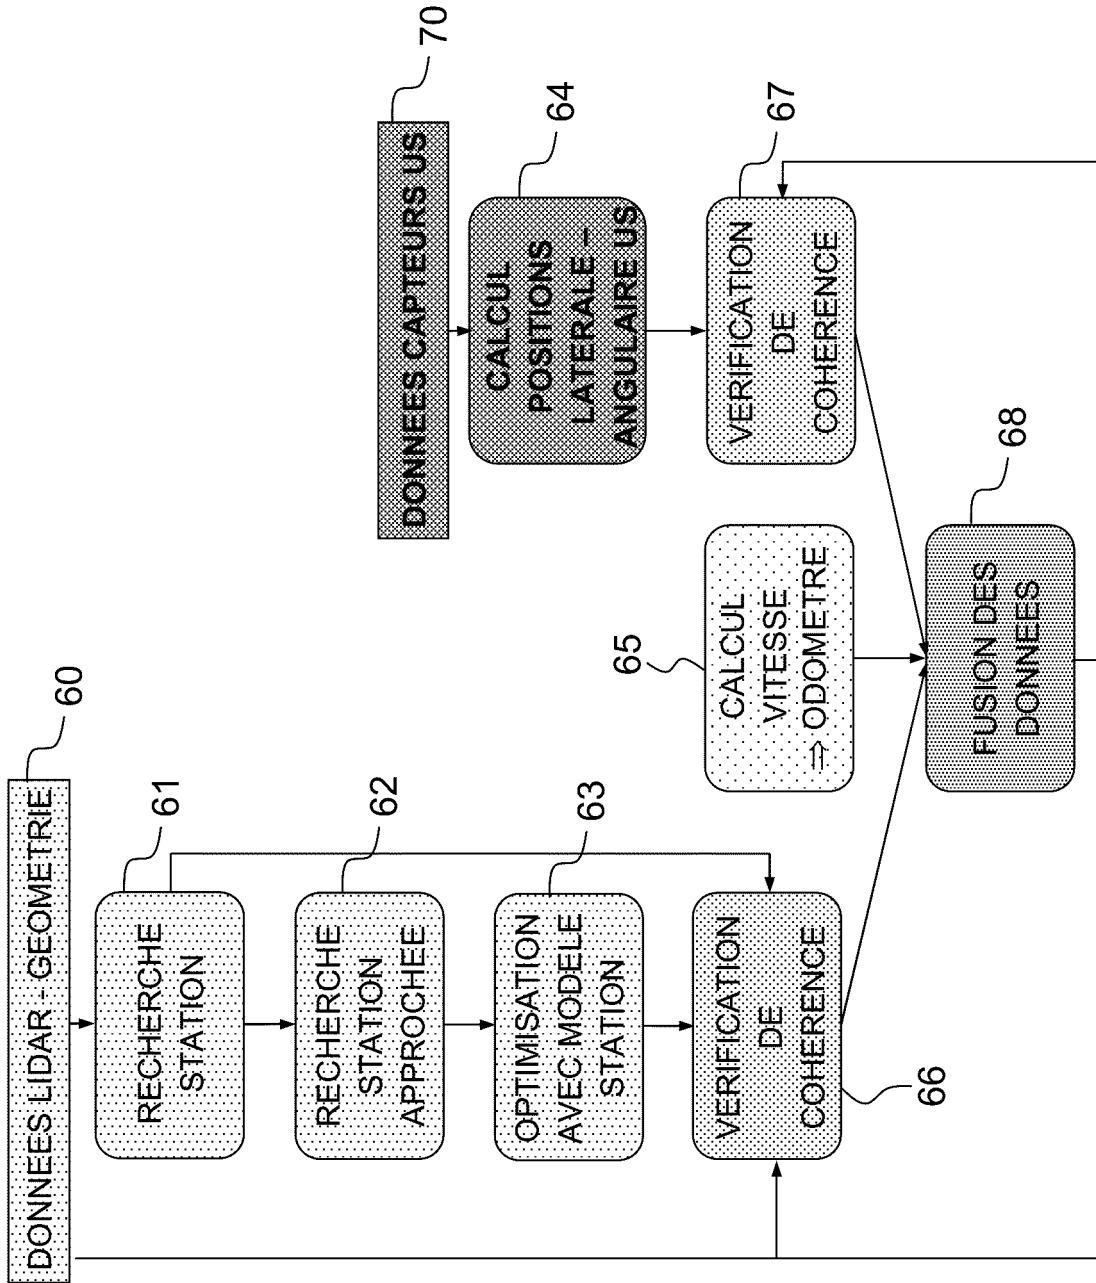 DONNEES LIDAR - GEOMETRIE
60
RECHERCHE
STATION
61
RECHERCHE
STATION
APPROCHEE
62
OPTIMISATION
AVEC MODELE
STATION
63
VERIFICATION
DE
COHERENCE
66
CALCUL
VITESSE
⇒ ODOMETRE
65
DONNEES CAPTEURS US
70
CALCUL
POSITIONS
LATERALE –
ANGULAIRE US
64
VERIFICATION
DE
COHERENCE
67
FUSION DES
DONNEES
68